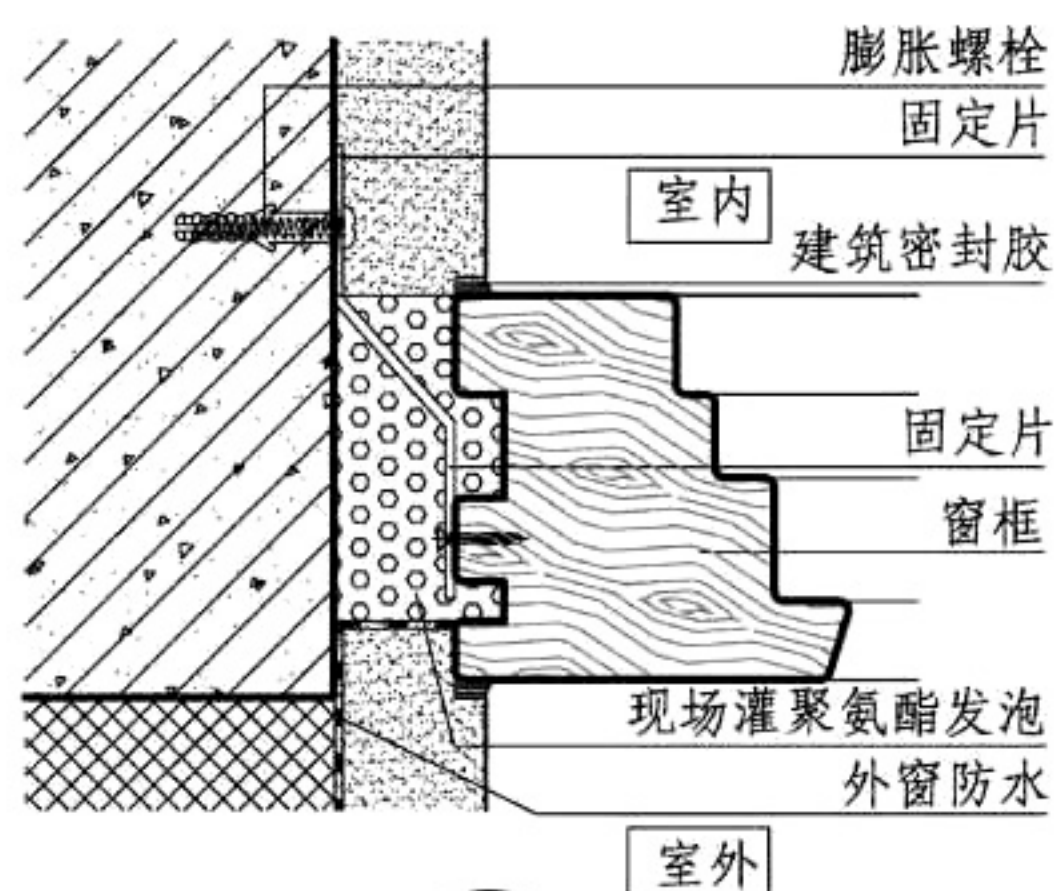 膨胀螺栓
固定片
室内
建筑密封胶
固定片
窗框
现场灌聚氨酯发泡
外窗防水
室外